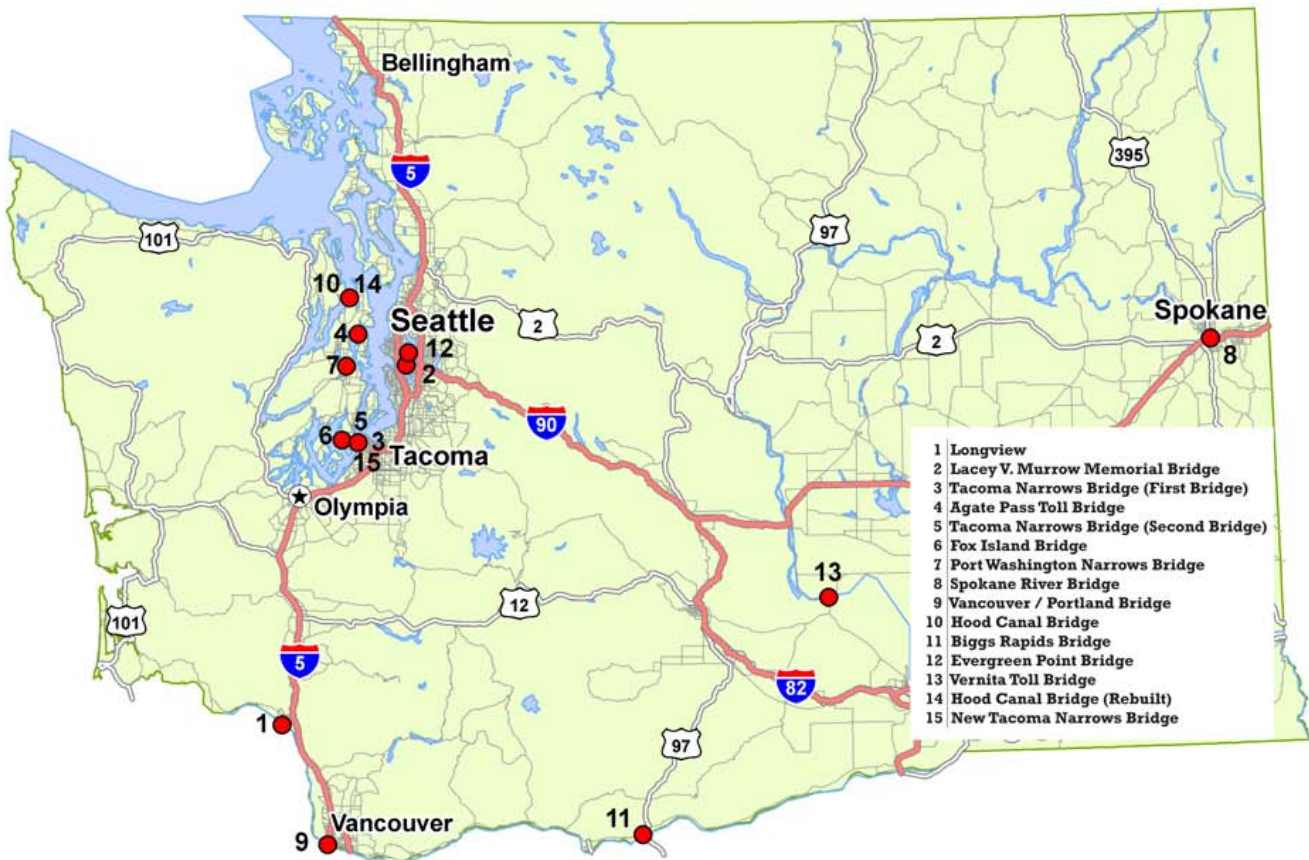 Bellingham
5
395
101
97
10 14
Seattle
4
12
7
2
2
2
Spokane
8
90
5
6
3
15
Tacoma
Olympia
13
12
101
5
82
1
97
11
Vancouver
9
1 Longview
2 Lacey V. Murrow Memorial Bridge
3 Tacoma Narrows Bridge (First Bridge)
4 Agate Pass Toll Bridge
5 Tacoma Narrows Bridge (Second Bridge)
6 Fox Island Bridge
7 Port Washington Narrows Bridge
8 Spokane River Bridge
9 Vancouver / Portland Bridge
10 Hood Canal Bridge
11 Biggs Rapids Bridge
12 Evergreen Point Bridge
13 Vernita Toll Bridge
14 Hood Canal Bridge (Rebuilt)
15 New Tacoma Narrows Bridge